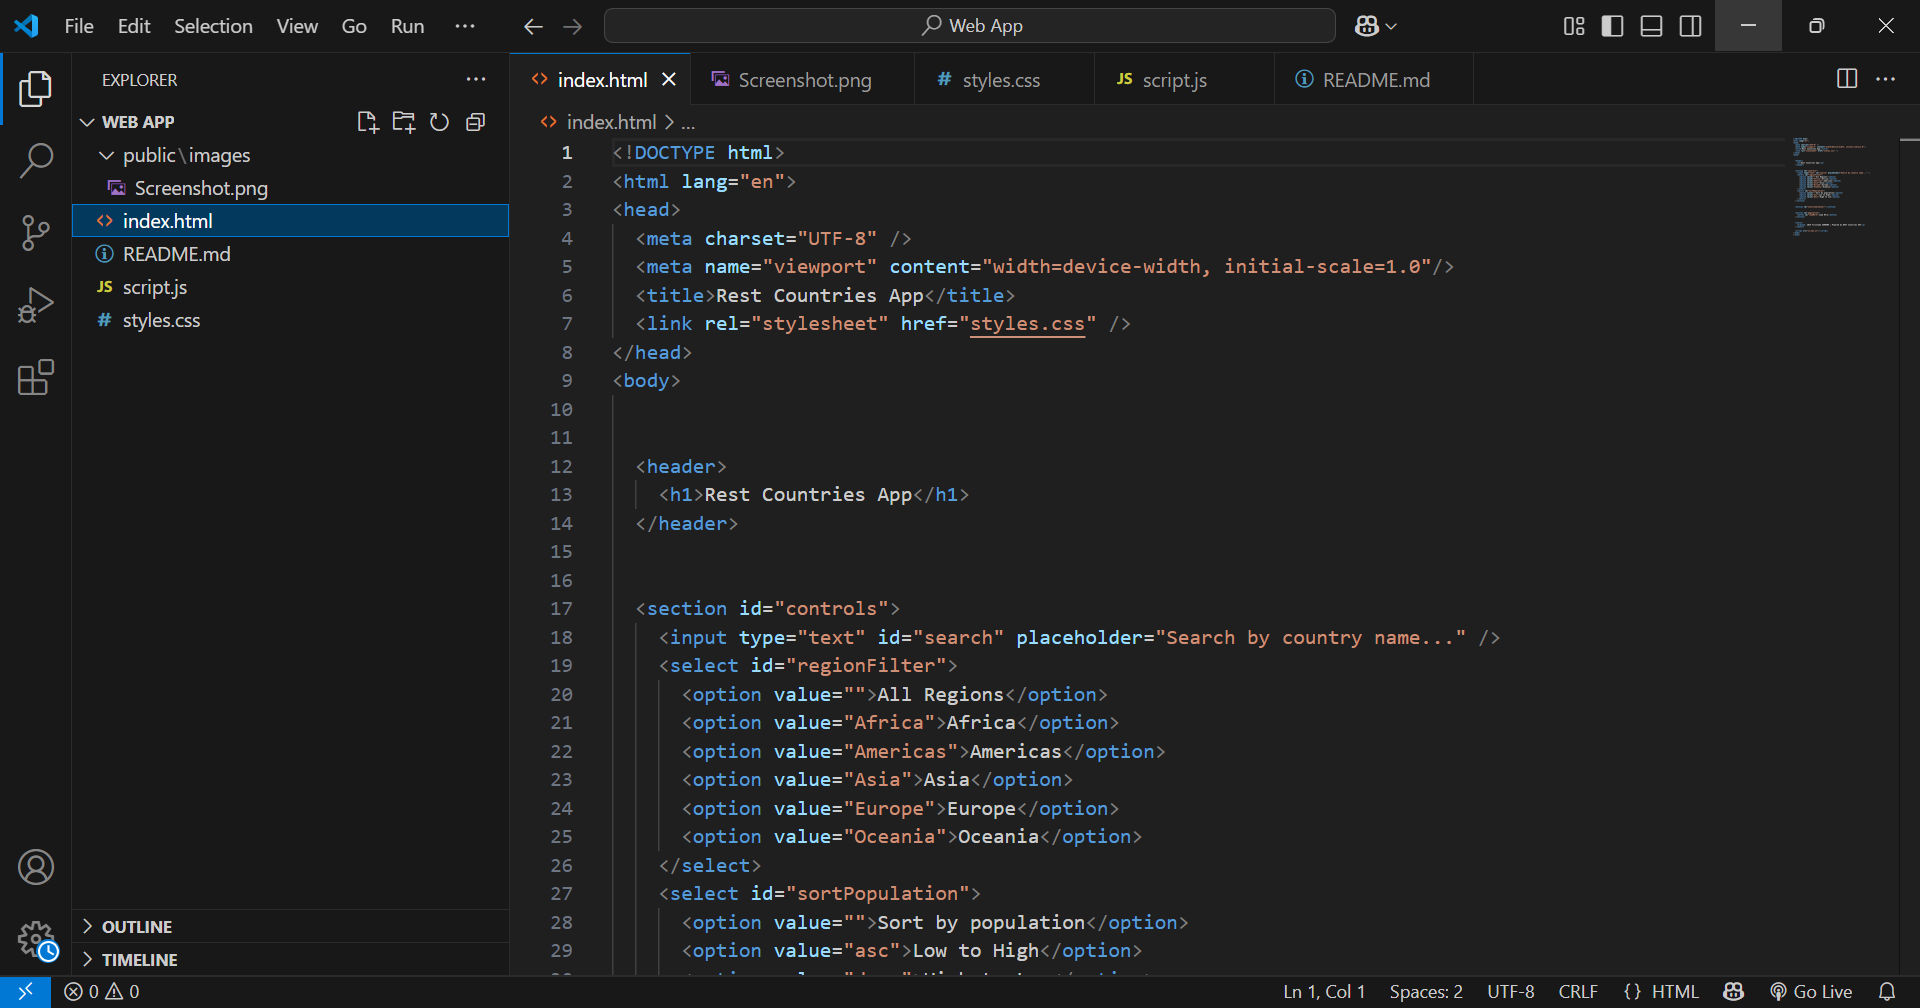 File Edit Selection View Go Run
Web App
EXPLORER
WEB APP
public\images
Screenshot.png
index.html
README.md
JS script.js
# styles.css
OUTLINE
TIMELINE
index.html
Screenshot.png
# styles.css
JS script.js
README.md
index.html > ...
1 <!DOCTYPE html>
2 <html lang="en">
3 <head>
4 <meta charset="UTF-8" />
5 <meta name="viewport" content="width=device-width, initial-scale=1.0"/>
6 <title>Rest Countries App</title>
7 <link rel="stylesheet" href="styles.css" />
8 </head>
9 <body>
10
11
12 <header>
13 <h1>Rest Countries App</h1>
14 </header>
15
16
17 <section id="controls">
18 <input type="text" id="search" placeholder="Search by country name..." />
19 <select id="regionFilter">
20 <option value="">All Regions</option>
21 <option value="Africa">Africa</option>
22 <option value="Americas">Americas</option>
23 <option value="Asia">Asia</option>
24 <option value="Europe">Europe</option>
25 <option value="Oceania">Oceania</option>
26 </select>
27 <select id="sortPopulation">
28 <option value="">Sort by population</option>
29 <option value="asc">Low to High</option>
0 0
Ln 1, Col 1 Spaces: 2 UTF-8 CRLF {} HTML Go Live